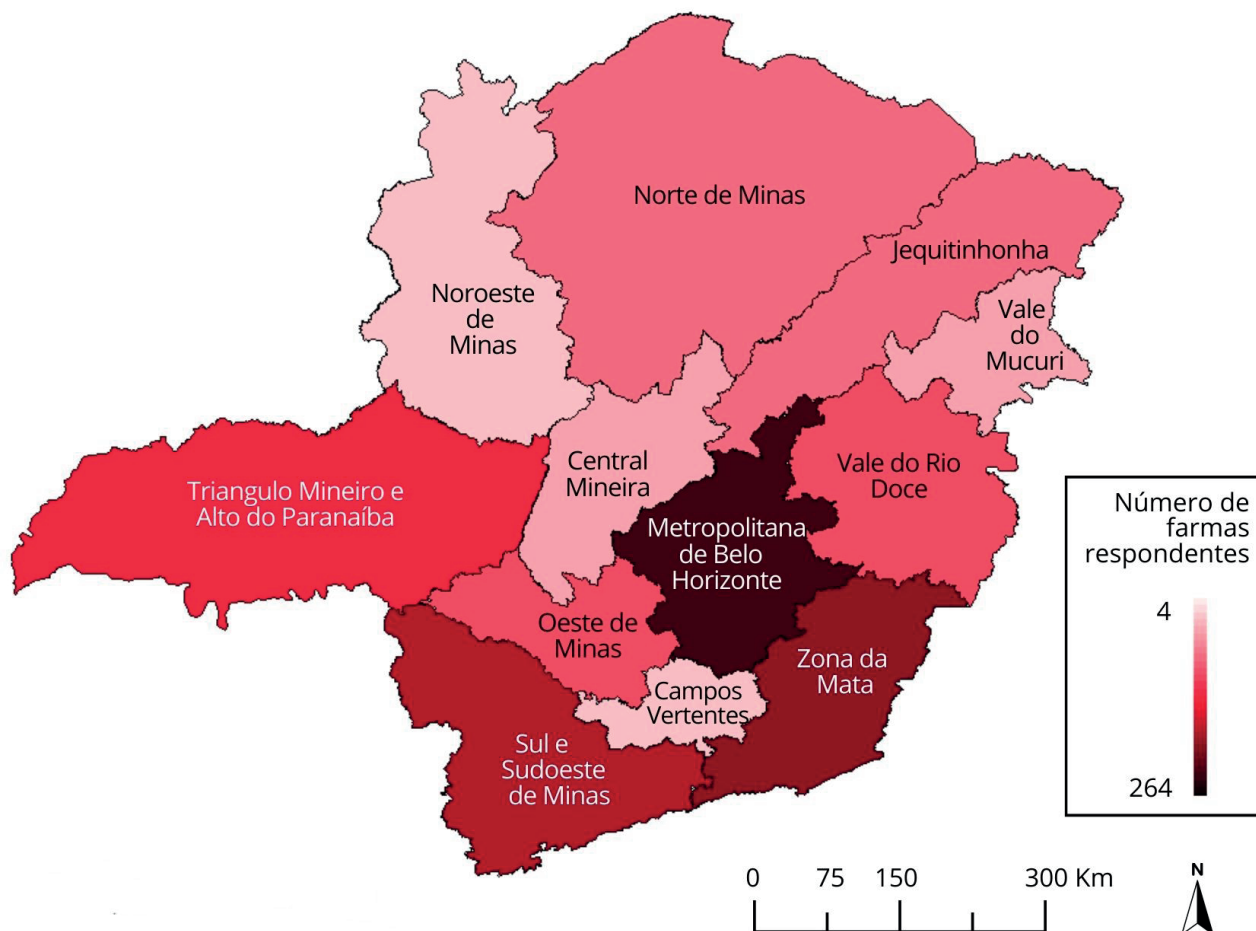 Norte de Minas
Jequitinhonha
Noroeste
de
Minas
Vale
do
Mucuri
Central
Mineira
Vale do Rio
Doce
Triangulo Mineiro e
Alto do Paranaíba
Metropolitana
de Belo
Horizonte
Oeste de
Minas
Zona da
Mata
Campos
Vertentes
Sul e
Sudoeste
de Minas
Número de
farmas
respondentes
4
264
0 75 150 300 Km
N